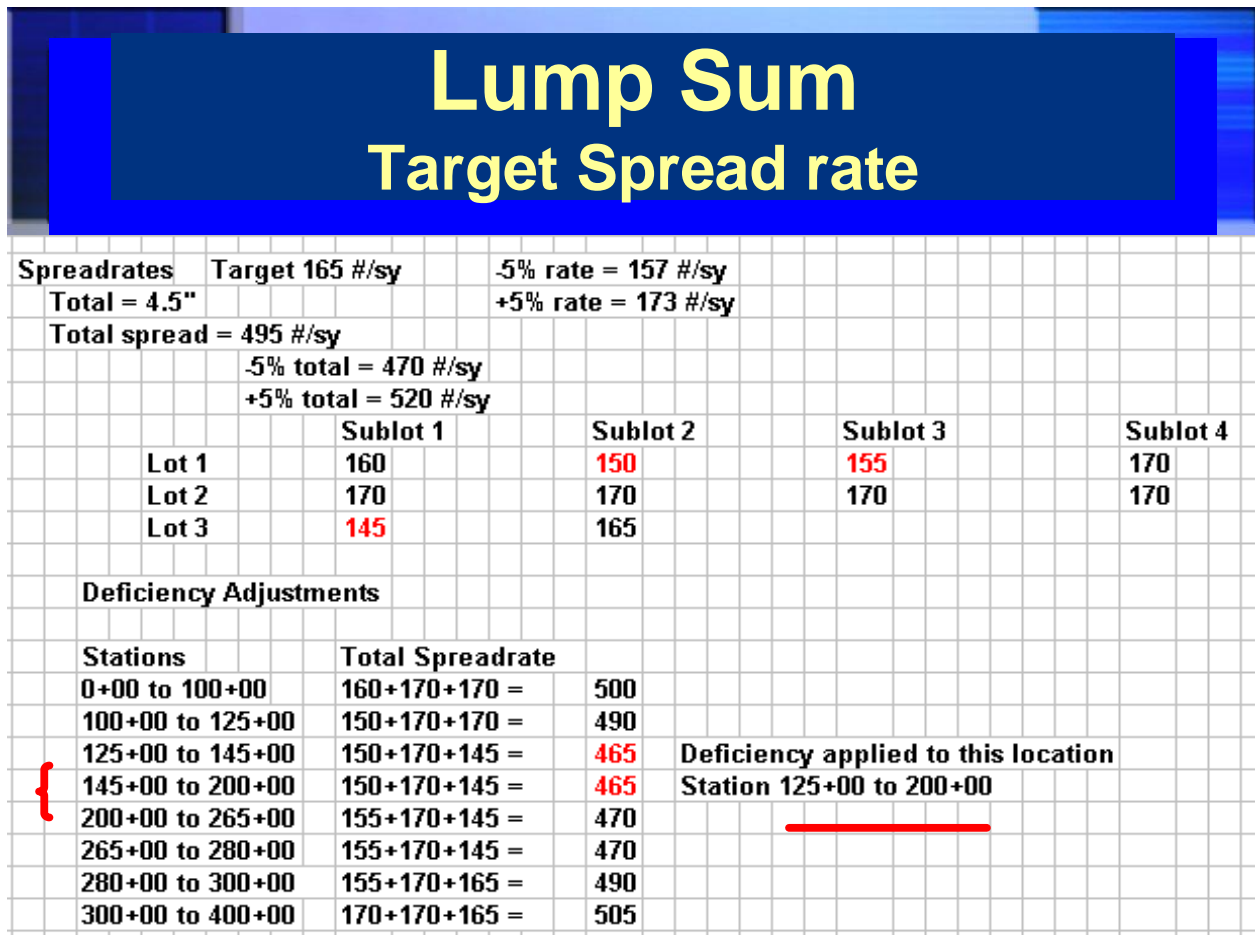 Lump Sum
Target Spread rate
Spreadrates Target 165 #/sy -5% rate = 157 #/sy
Total = 4.5" +5% rate = 173 #/sy
Total spread = 495 #/sy
-5% total = 470 #/sy
+5% total = 520 #/sy
Sublot 1 Sublot 2 Sublot 3 Sublot 4
Lot 1 160 150 155 170
Lot 2 170 170 170 170
Lot 3 145 165
Deficiency Adjustments
Stations Total Spreadrate
0+00 to 100+00 160+170+170 = 500
100+00 to 125+00 150+170+170 = 490
125+00 to 145+00 150+170+145 = 465 Deficiency applied to this location
145+00 to 200+00 150+170+145 = 465 Station 125+00 to 200+00
200+00 to 265+00 155+170+145 = 470
265+00 to 280+00 155+170+145 = 470
280+00 to 300+00 155+170+165 = 490
300+00 to 400+00 170+170+165 = 505